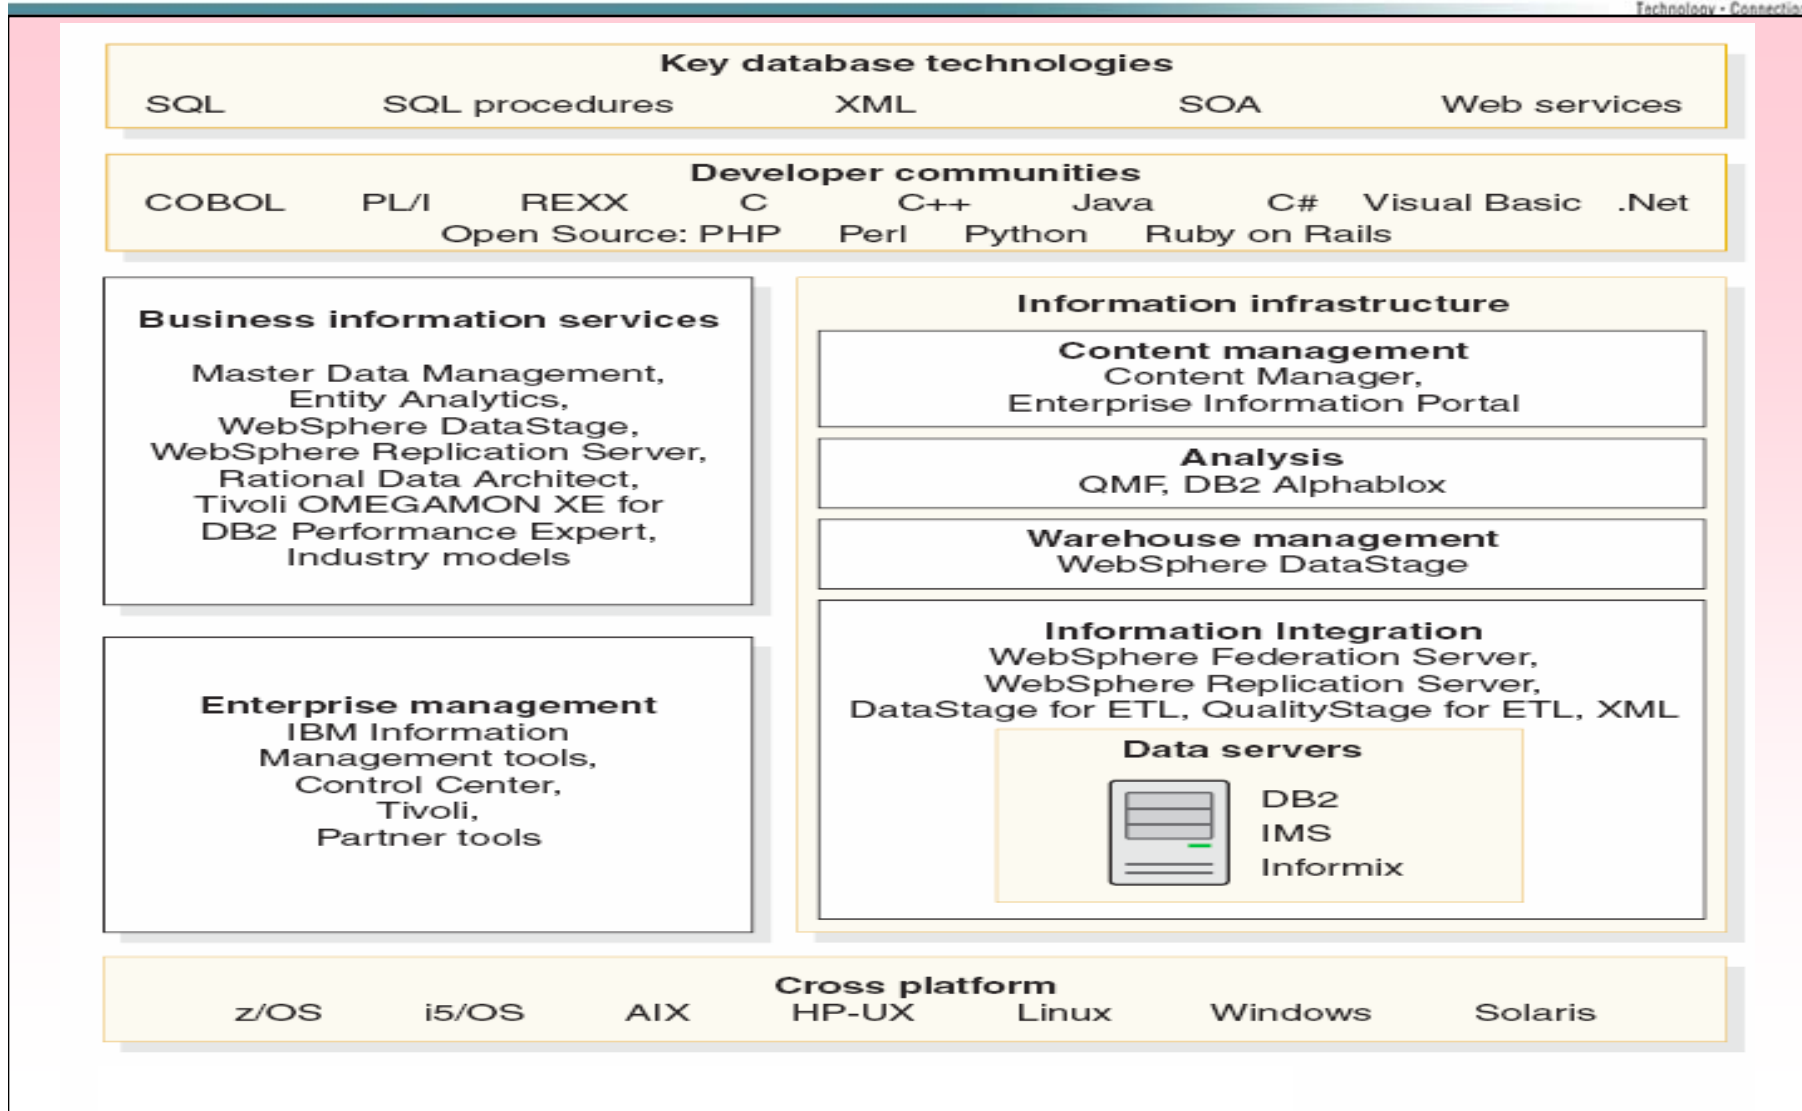 Technology • Connection
Key database technologies
SQL SQL procedures XML SOA Web services
Developer communities
COBOL PL/I REXX C C++ Java C# Visual Basic .Net
Open Source: PHP Perl Python Ruby on Rails
Business information services
Master Data Management,
Entity Analytics,
WebSphere DataStage,
WebSphere Replication Server,
Rational Data Architect,
Tivoli OMEGAMON XE for
DB2 Performance Expert,
Industry models
Enterprise management
IBM Information
Management tools,
Control Center,
Tivoli,
Partner tools
Information infrastructure
Content management
Content Manager,
Enterprise Information Portal
Analysis
QMF, DB2 Alphablox
Warehouse management
WebSphere DataStage
Information Integration
WebSphere Federation Server,
WebSphere Replication Server,
DataStage for ETL, QualityStage for ETL, XML
Data servers
DB2
IMS
Informix
Cross platform
z/OS i5/OS AIX HP-UX Linux Windows Solaris